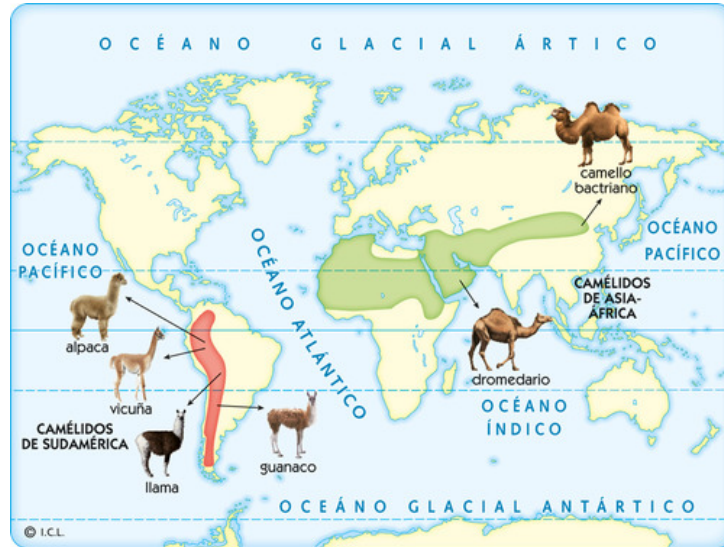 OCÉANO GLACIAL ÁRTICO
camello
bactriano
OCÉANO
PACÍFICO
OCÉANO
PACÍFICO
OCÉANO ATLÁNTICO
CAMÉLIDOS
DE ASIA-
ÁFRICA
alpaca
dromedario
vicuña
OCÉANO
ÍNDICO
CAMÉLIDOS
DE SUDAMÉRICA
guanaco
llama
OCEÁNO GLACIAL ANTÁRTICO
© I.C.L.